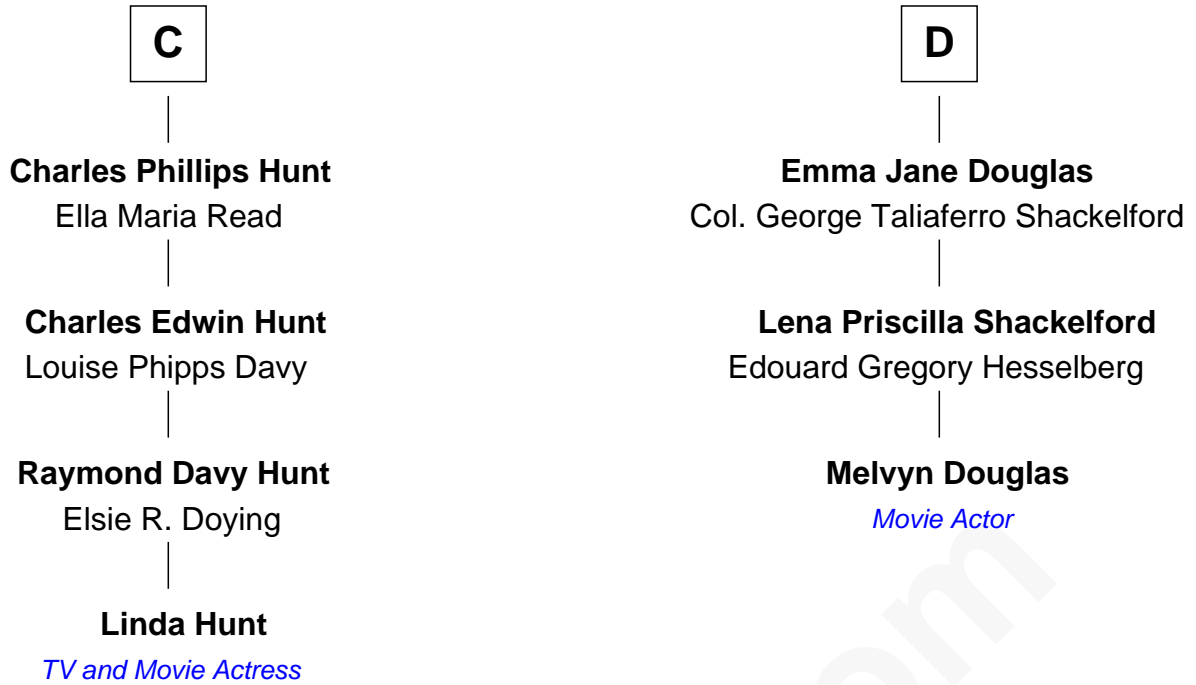 C
Charles Phillips Hunt
Ella Maria Read
Charles Edwin Hunt
Louise Phipps Davy
Raymond Davy Hunt
Elsie R. Doying
Linda Hunt
TV and Movie Actress
D
Emma Jane Douglas
Col. George Taliaferro Shackelford
Lena Priscilla Shackelford
Edouard Gregory Hesselberg
Melvyn Douglas
Movie Actor
om